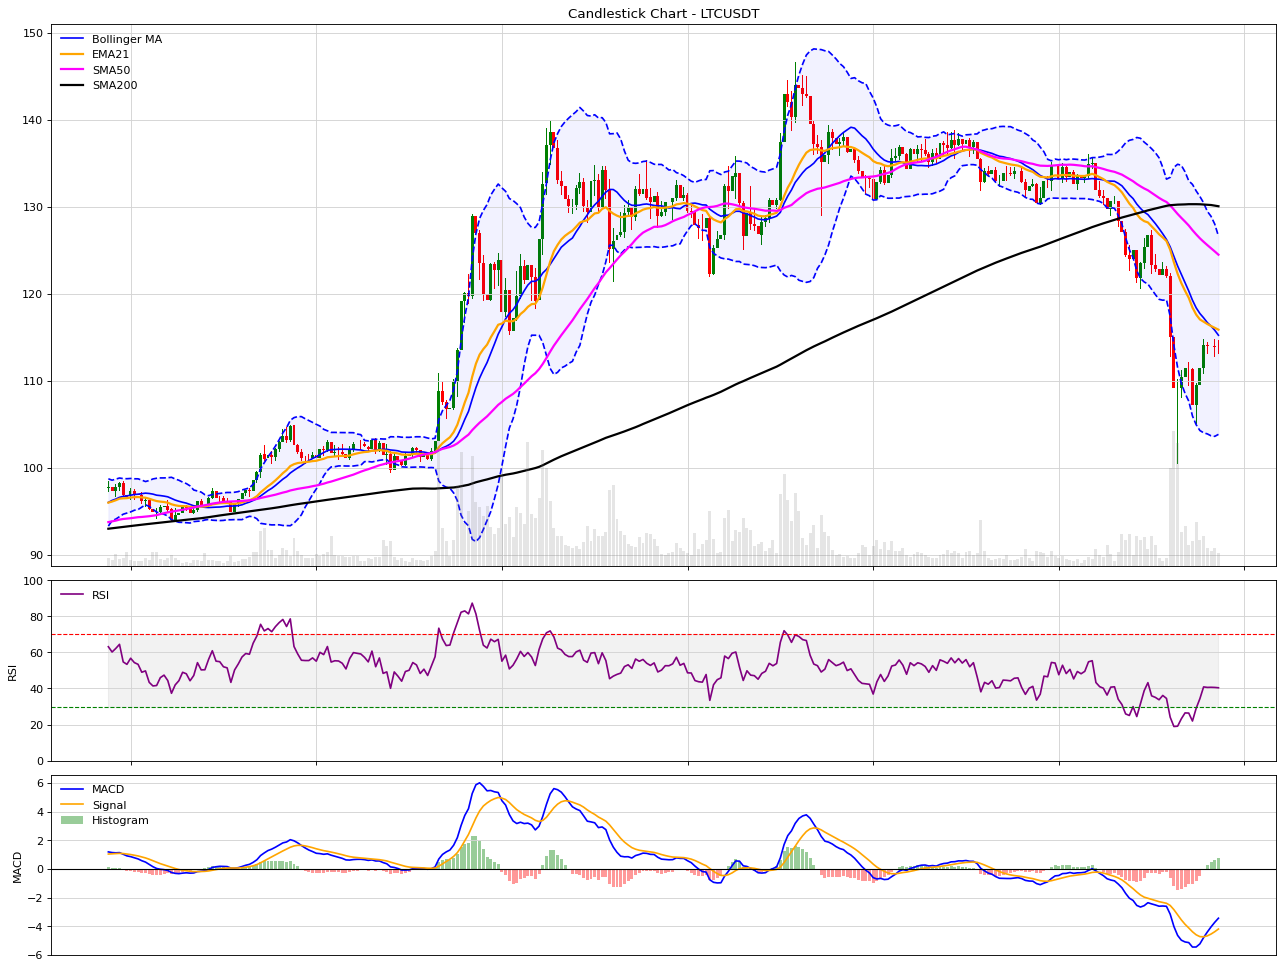 Candlestick Chart - LTCUSDT
150
140
130
120
110
100
90
Bollinger MA
EMA21
SMA50
SMA200
100
80
60
40
20
0
RSI
RSI
6
4
2
0
−2
−4
−6
MACD
MACD
Signal
Histogram